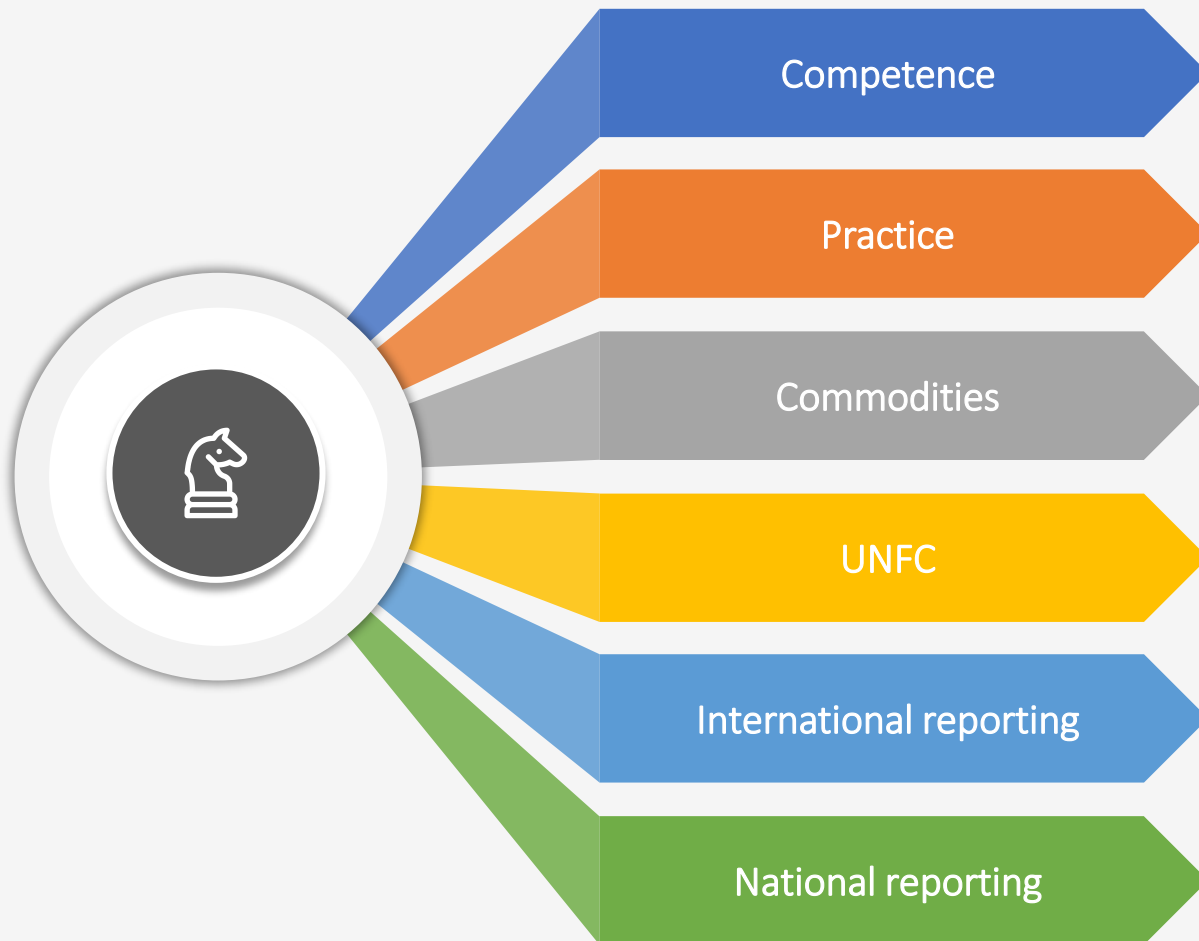 Competence
Practice
Commodities
UNFC
International reporting
National reporting